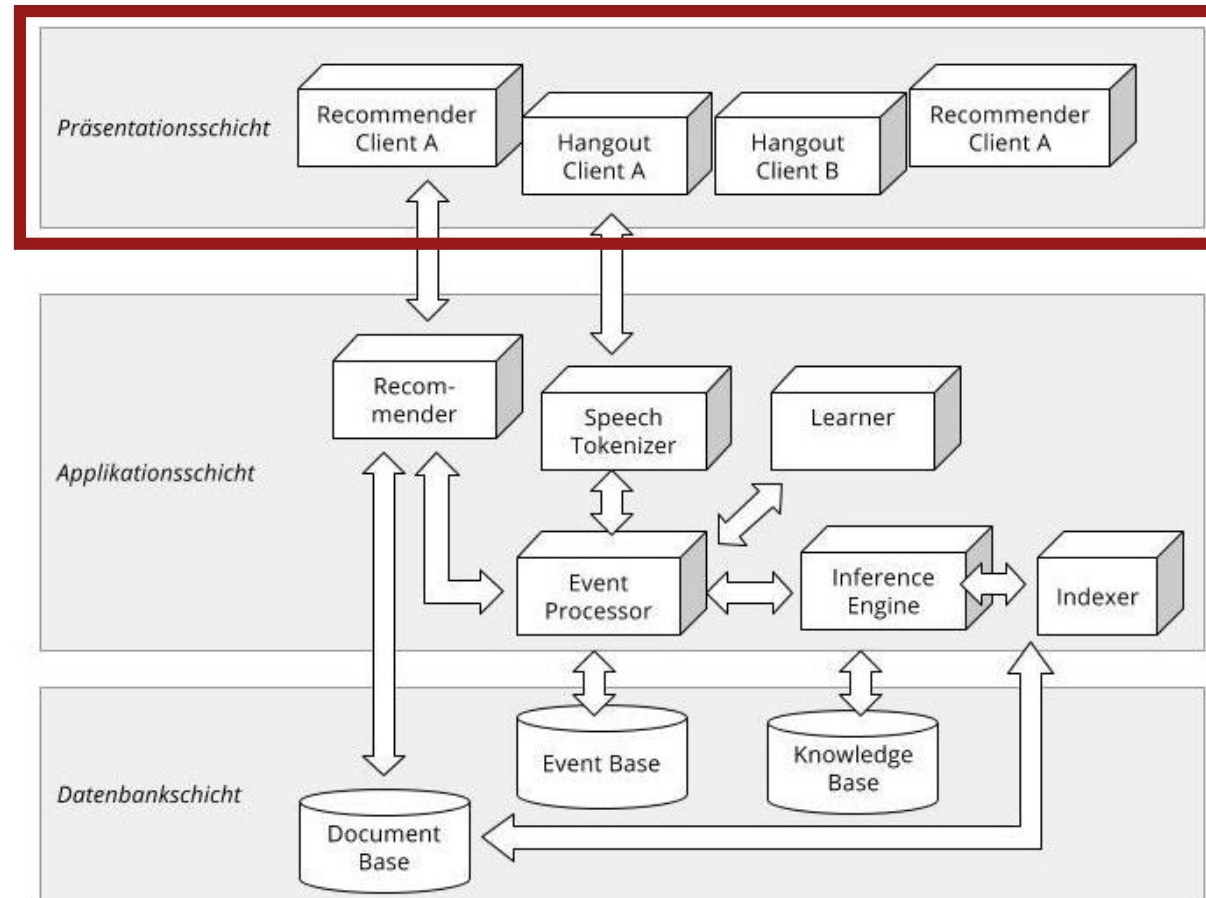 Präsentationsschicht
Recommender
Client A
Hangout
Client A
Hangout
Client B
Recommender
Client A
Applikationsschicht
Recom-
mender
Speech
Tokenizer
Learner
Event
Processor
Inference
Engine
Indexer
Datenbankschicht
Document
Base
Event Base
Knowledge
Base